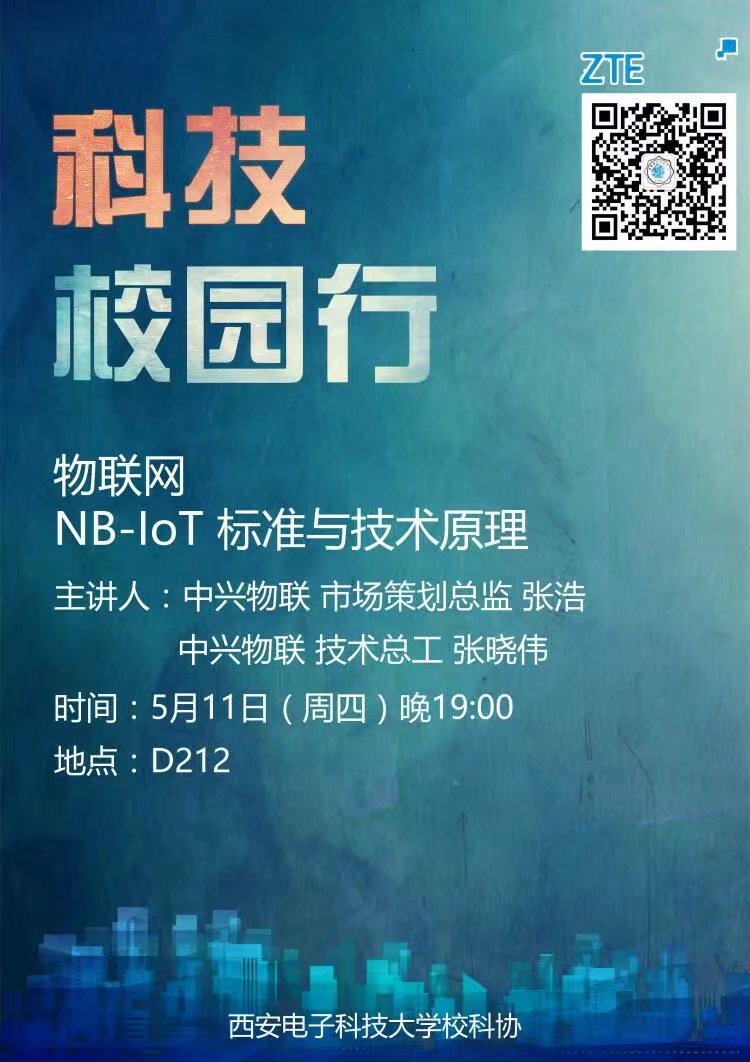 ZTE
科技
校园行
物联网
NB-IoT 标准与技术原理
主讲人：中兴物联 市场策划总监 张浩
中兴物联 技术总工 张晓伟
时间：5月11日（周四）晚19:00
地点：D212
西安电子科技大学校科协